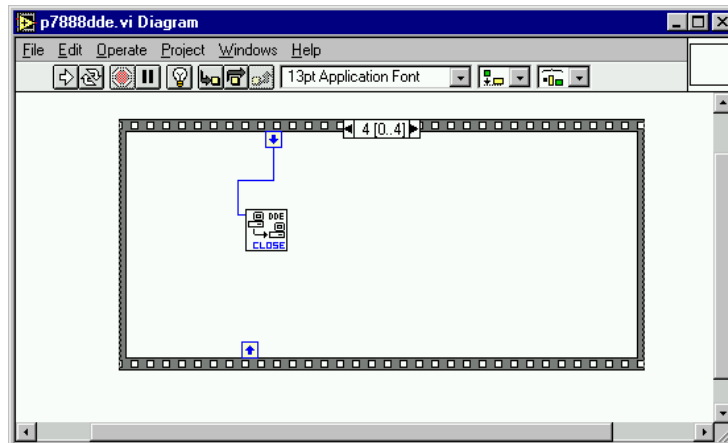 p7888dde.vi Diagram
File Edit Operate Project Windows Help
13pt Application Font
4 [0..4]
DDE
CLOSE